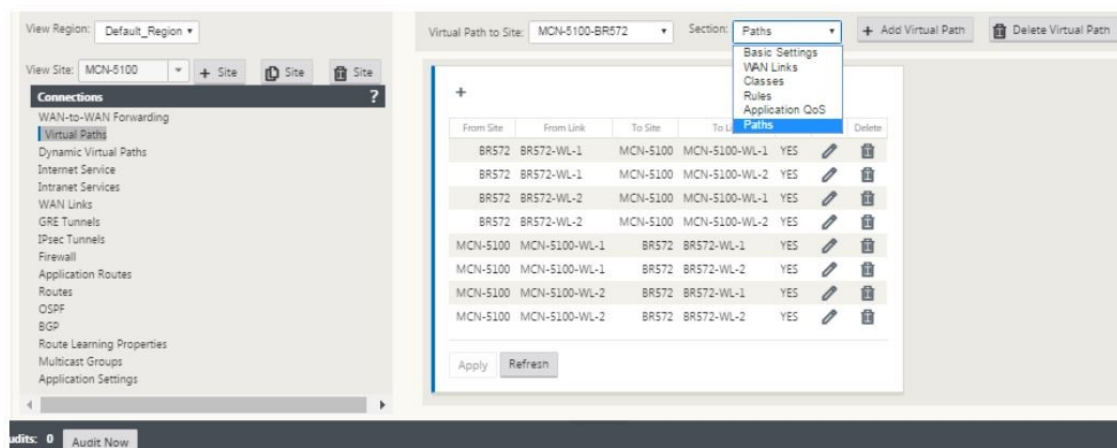 View Region: Default_Region
View Site: MCN-5100 + Site Site Site
Connections ?
WAN-to-WAN Forwarding
Virtual Paths
Dynamic Virtual Paths
Internet Service
Intranet Services
WAN Links
GRE Tunnels
IPsec Tunnels
Firewall
Application Routes
Routes
OSPF
BGP
Route Learning Properties
Multicast Groups
Application Settings
Virtual Path to Site: MCN-5100-BR572 Section: Paths + Add Virtual Path Delete Virtual Path
Basic Settings
WAN Links
Classes
Rules
Application QoS
Paths
+
From Site From Link To Site To Li Delete
BR572 BR572-WL-1 MCN-5100 MCN-5100-WL-1 YES
BR572 BR572-WL-1 MCN-5100 MCN-5100-WL-2 YES
BR572 BR572-WL-2 MCN-5100 MCN-5100-WL-1 YES
BR572 BR572-WL-2 MCN-5100 MCN-5100-WL-2 YES
MCN-5100 MCN-5100-WL-1 BR572 BR572-WL-1 YES
MCN-5100 MCN-5100-WL-1 BR572 BR572-WL-2 YES
MCN-5100 MCN-5100-WL-2 BR572 BR572-WL-1 YES
MCN-5100 MCN-5100-WL-2 BR572 BR572-WL-2 YES
Apply Refresh
udits: 0 Audit Now